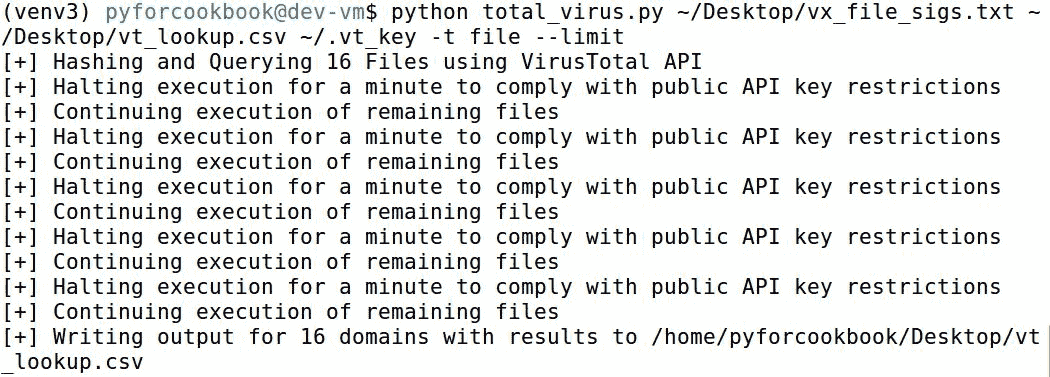 (venv3) pyforcookbook@dev-vm$ python total_virus.py ~/Desktop/vx_file_sigs.txt ~
/Desktop/vt_lookup.csv ~/.vt_key -t file --limit
[+] Hashing and Querying 16 Files using VirusTotal API
[+] Halting execution for a minute to comply with public API key restrictions
[+] Continuing execution of remaining files
[+] Halting execution for a minute to comply with public API key restrictions
[+] Continuing execution of remaining files
[+] Halting execution for a minute to comply with public API key restrictions
[+] Continuing execution of remaining files
[+] Halting execution for a minute to comply with public API key restrictions
[+] Continuing execution of remaining files
[+] Halting execution for a minute to comply with public API key restrictions
[+] Continuing execution of remaining files
[+] Writing output for 16 domains with results to /home/pyforcookbook/Desktop/vt
_lookup.csv